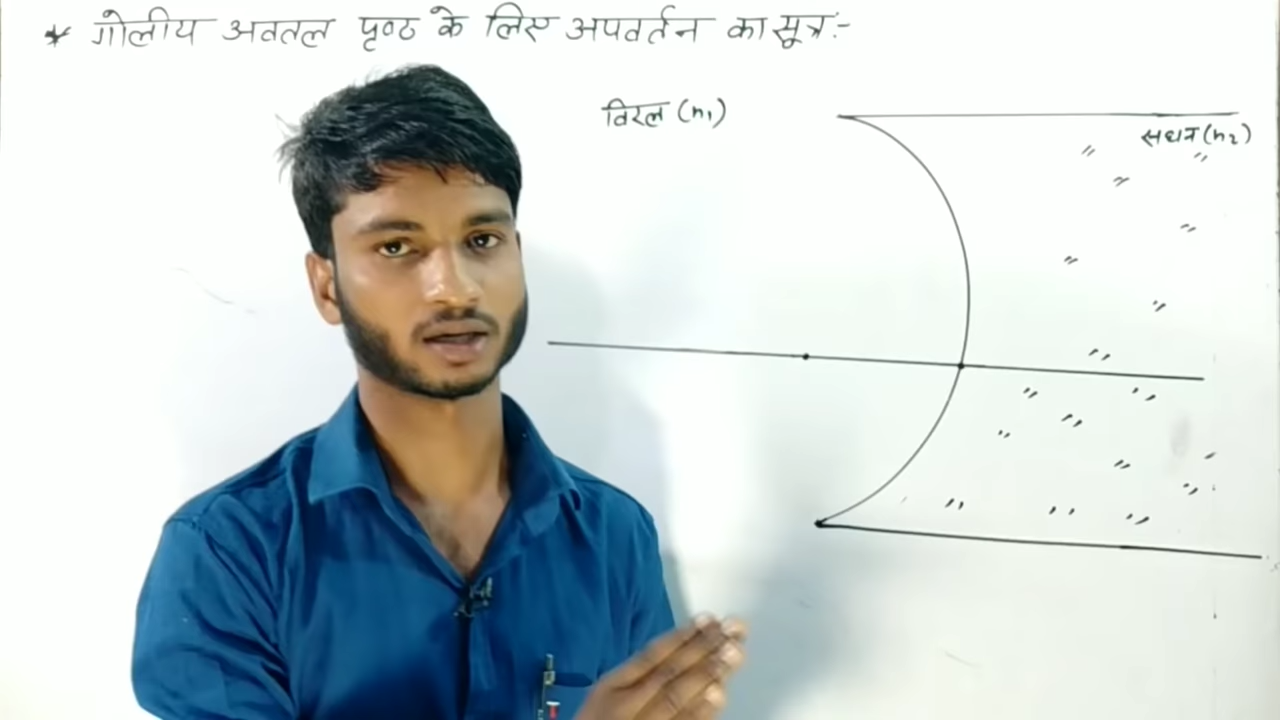 * गोलीय अवतल पृष्ठ के लिए अपवर्तन का सूत्र:-
विरल (n₁)
सघन (n₂)